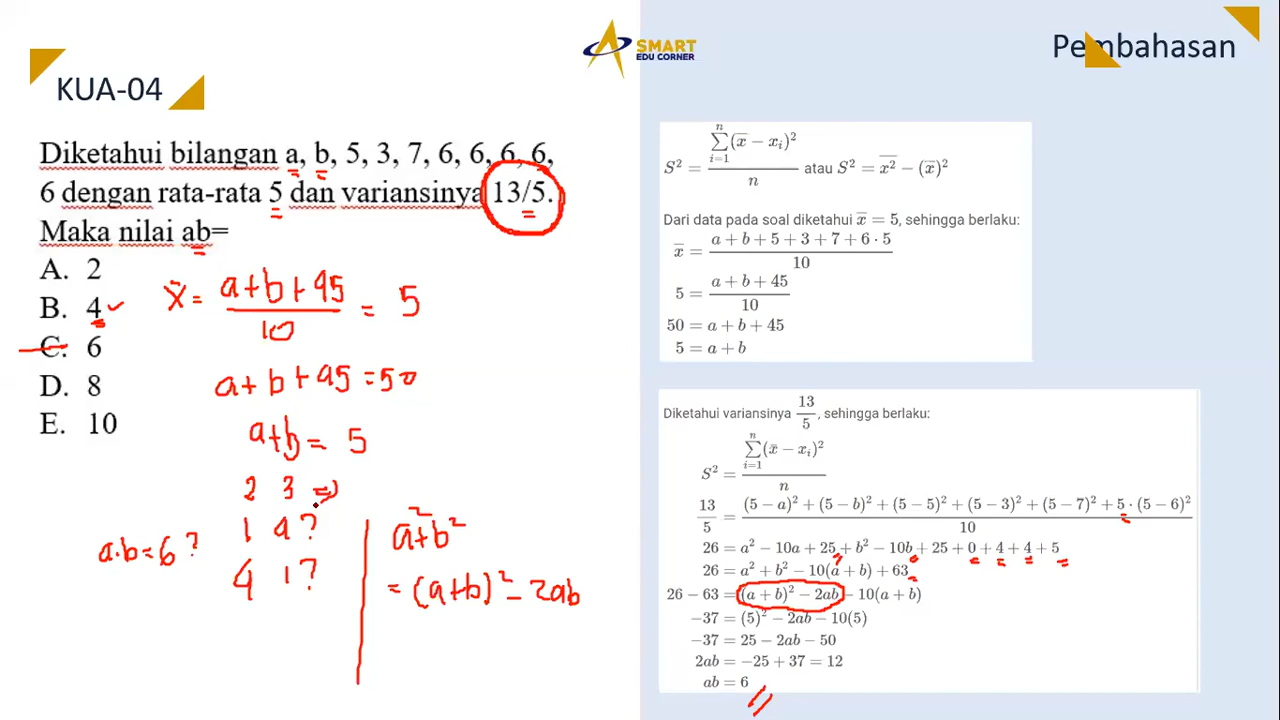 SMART
EDU CORNER
Pembahasan
KUA-04
Diketahui bilangan a, b, 5, 3, 7, 6, 6, 6, 6,
6 dengan rata-rata 5 dan variansinya 13/5.
Maka nilai ab=
A. 2
B. 4
C. 6
D. 8
E. 10
x̄ = (a+b+45)/10 = 5
a+b+45=50
a+b= 5
2 3 =>
1 4?
4 1?
a.b=6?
a²+b²
= (a+b)² - 2ab
S² = ∑ⁿᵢ₌₁(x̄ − xᵢ)² / n atau S² = x̄² − (x̄)²
Dari data pada soal diketahui x̄ = 5, sehingga berlaku:
x̄ = (a + b + 5 + 3 + 7 + 6 · 5) / 10
5 = (a + b + 45) / 10
50 = a + b + 45
5 = a + b
Diketahui variansinya 13/5, sehingga berlaku:
S² = ∑ⁿᵢ₌₁(x̄ − xᵢ)² / n
13/5 = ((5 − a)² + (5 − b)² + (5 − 5)² + (5 − 3)² + (5 − 7)² + 5 · (5 − 6)²) / 10
26 = a² − 10a + 25 + b² − 10b + 25 + 0 + 4 + 4 + 5
26 = a² + b² − 10(a + b) + 63
26 − 63 = (a + b)² − 2ab − 10(a + b)
−37 = (5)² − 2ab − 10(5)
−37 = 25 − 2ab − 50
2ab = −25 + 37 = 12
ab = 6